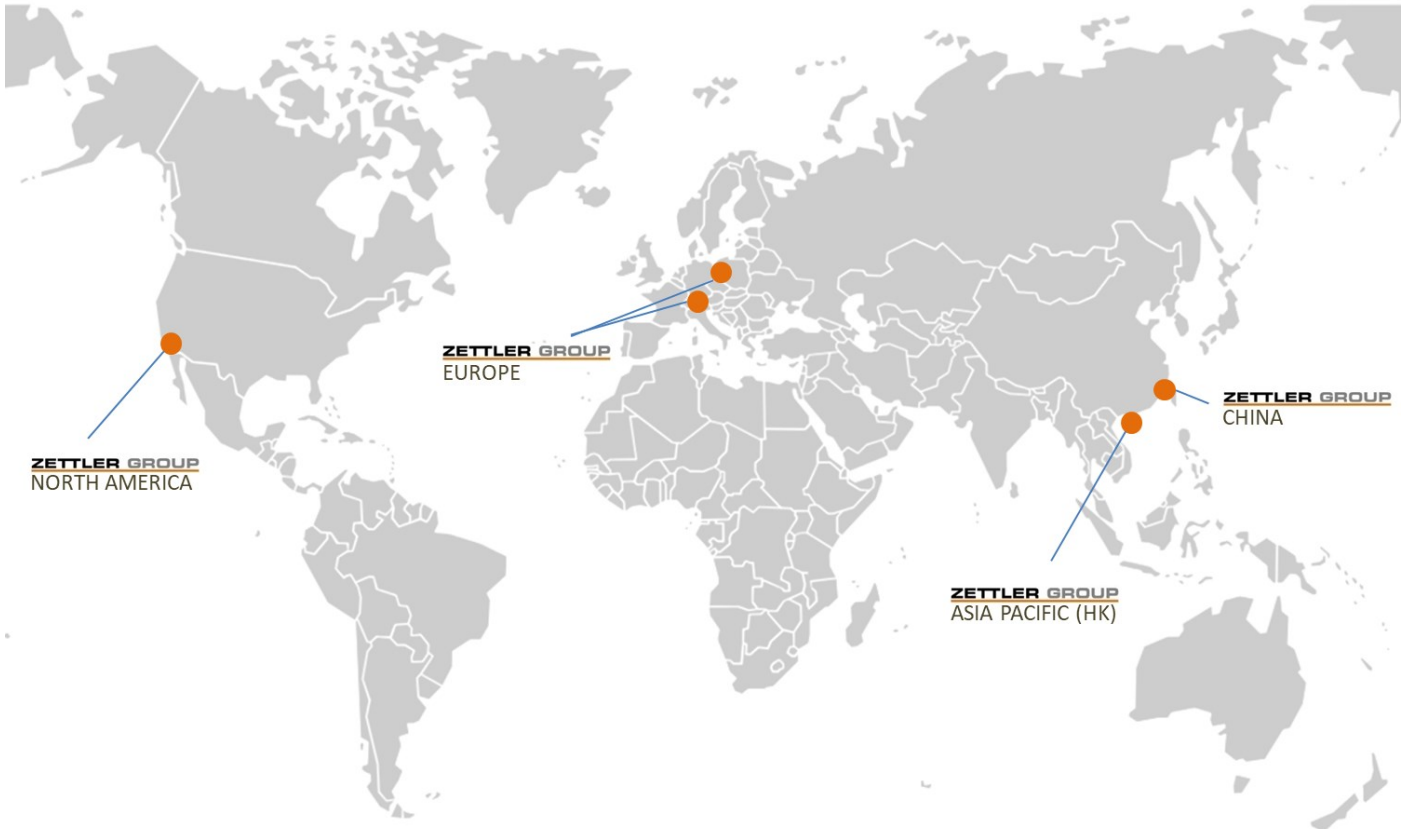 ZETTLER GROUP
EUROPE
ZETTLER GROUP
CHINA
ZETTLER GROUP
NORTH AMERICA
ZETTLER GROUP
ASIA PACIFIC (HK)